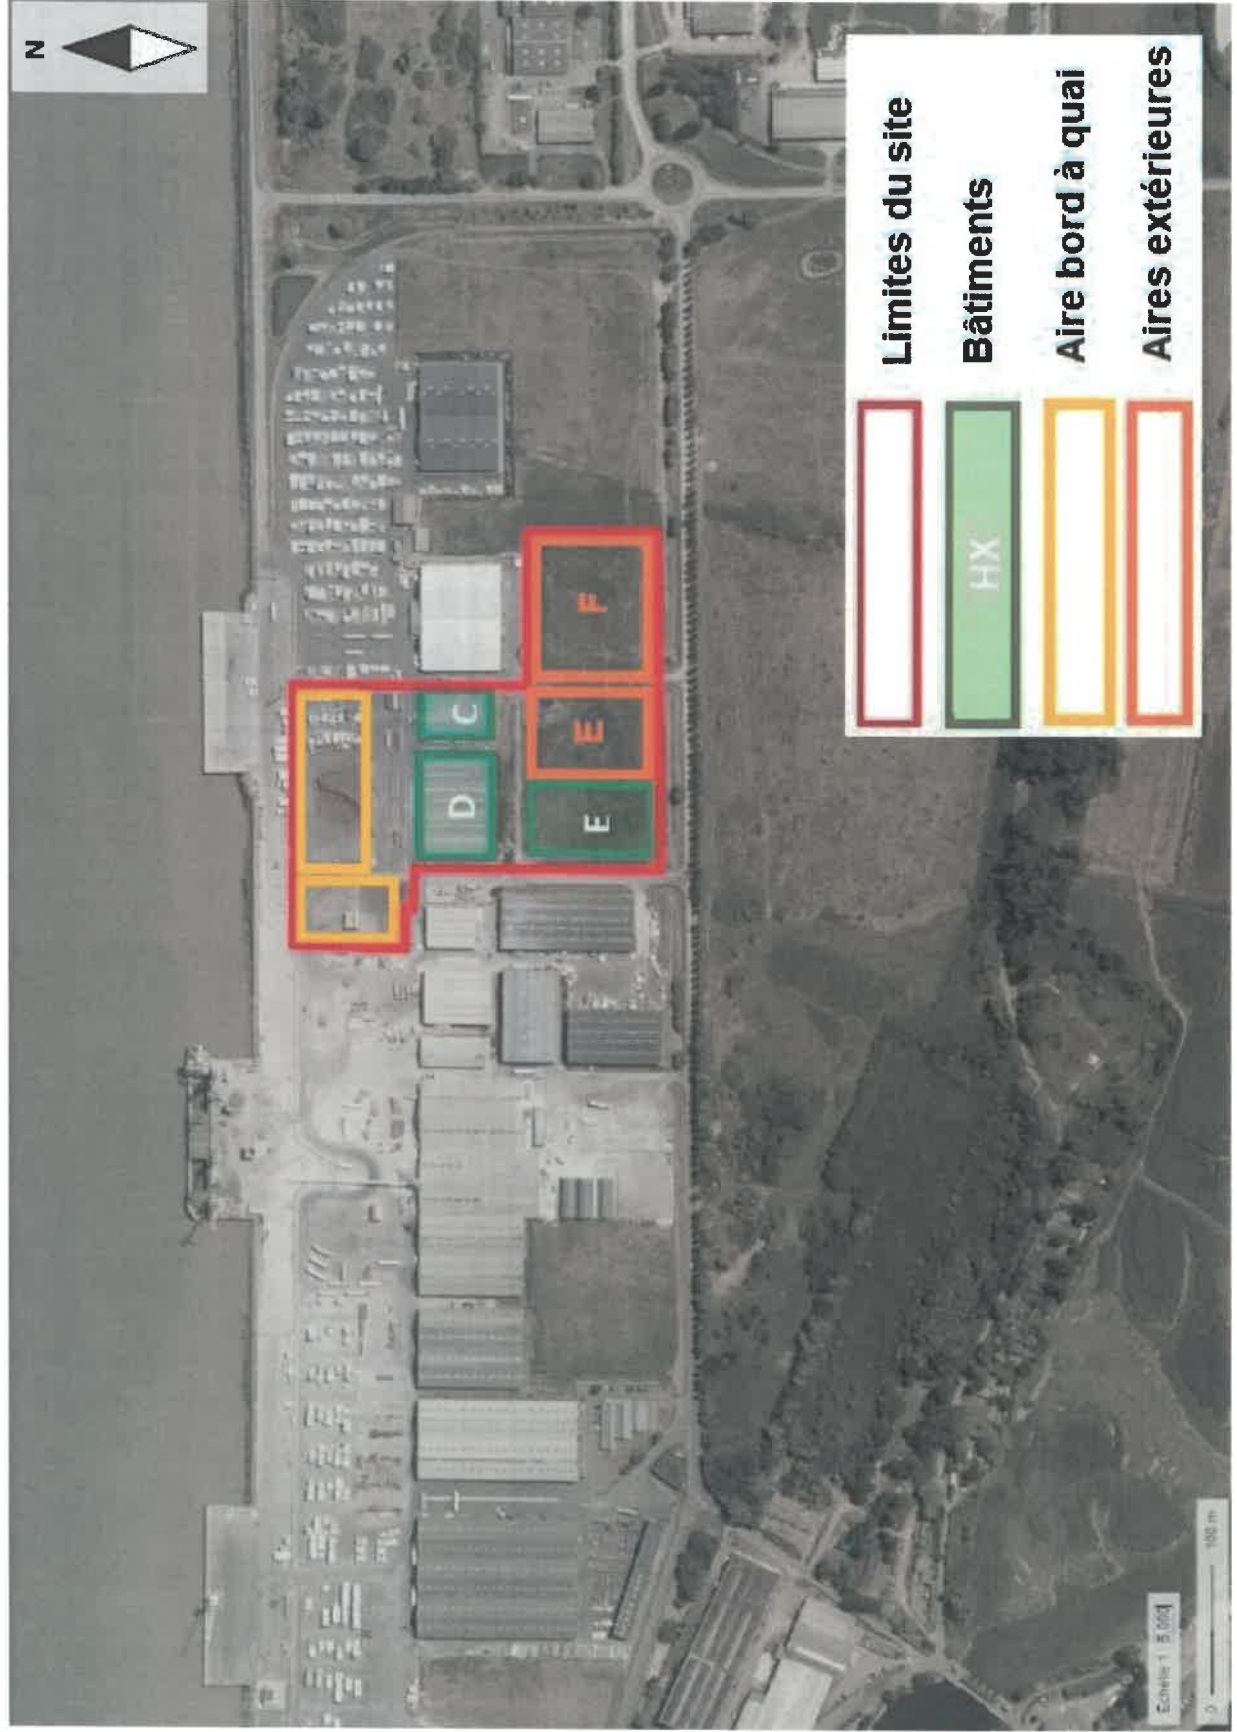 N
C
D
E
E
F
Limites du site
Bâtiments
HX
Aire bord à quai
Aires extérieures
Echelle 1 : 5 000
0 100 m